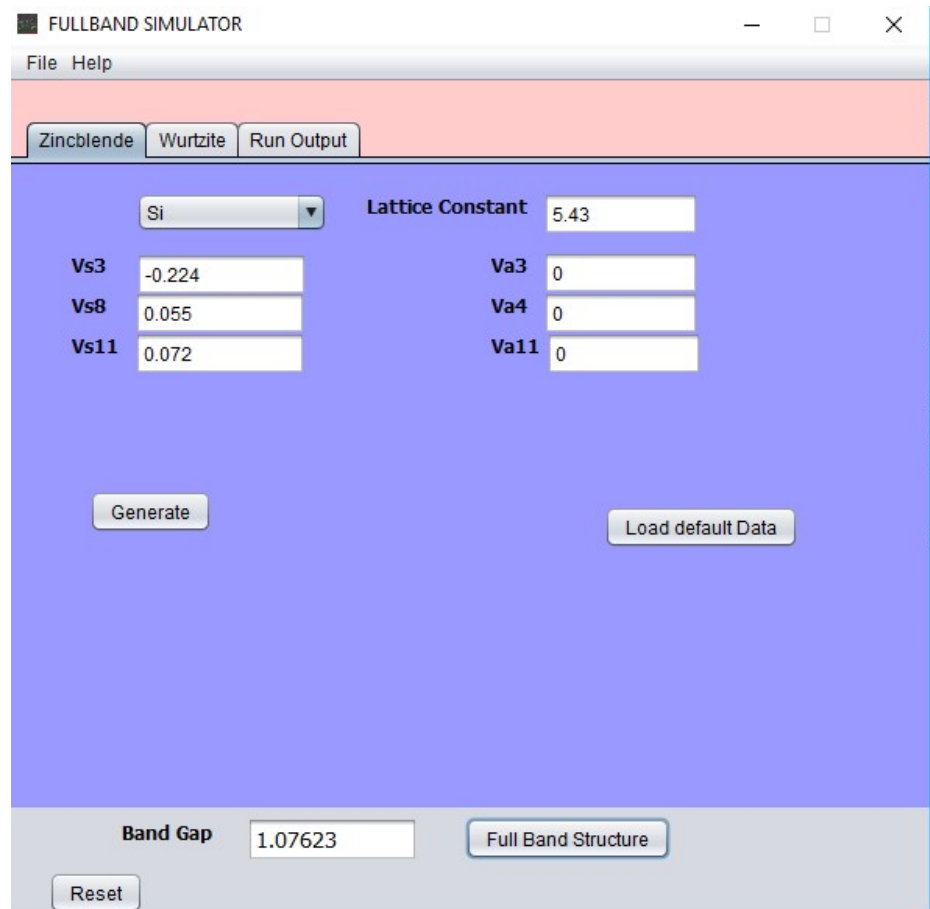 FULLBAND SIMULATOR
File Help
Zincblende Wurtzite Run Output
Si Lattice Constant 5.43
Vs3 -0.224 Va3 0
Vs8 0.055 Va4 0
Vs11 0.072 Va11 0
Generate Load default Data
Band Gap 1.07623 Full Band Structure
Reset